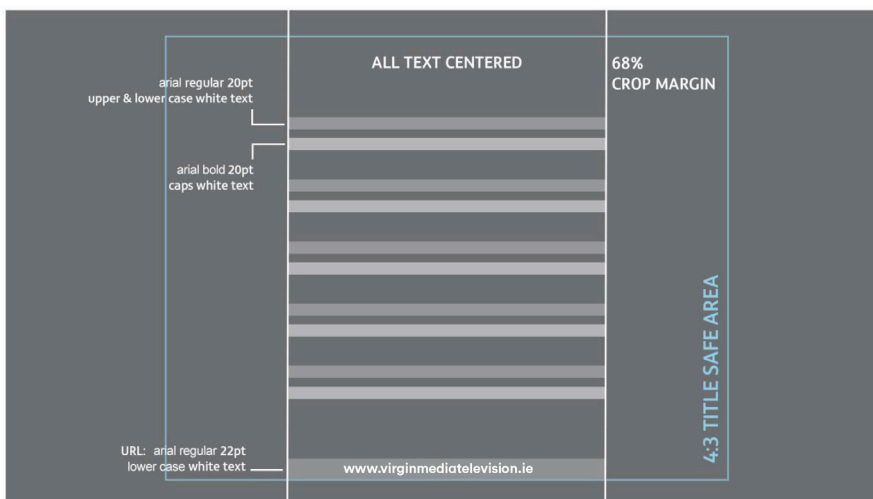 ALL TEXT CENTERED
68%
CROP MARGIN
arial regular 20pt
upper & lower case white text
arial bold 20pt
caps white text
4:3 TITLE SAFE AREA
URL: arial regular 22pt
lower case white text
www.virginmediatelevision.ie